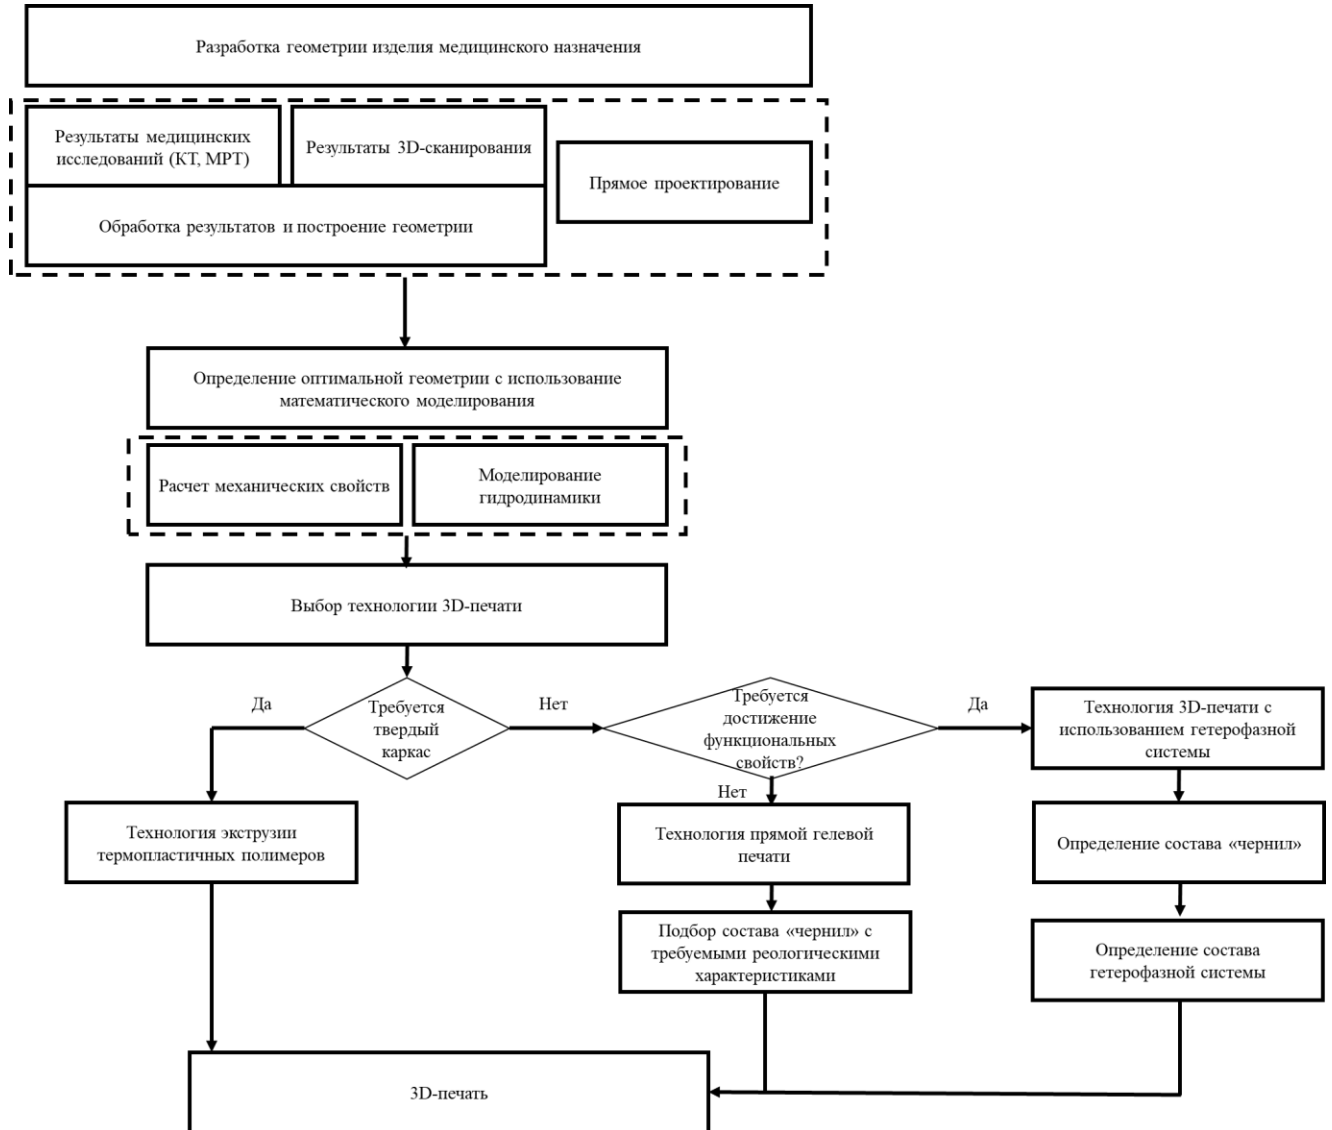 Разработка геометрии изделия медицинского назначения
Результаты медицинских
исследований (КТ, МРТ)
Результаты 3D-сканирования
Прямое проектирование
Обработка результатов и построение геометрии
Определение оптимальной геометрии с использование
математического моделирования
Расчет механических свойств
Моделирование
гидродинамики
Выбор технологии 3D-печати
Да
Требуется
твердый
каркас
Нет
Требуется
достижение
функциональных
свойств?
Да
Технология 3D-печати с
использованием гетерофазной
системы
Нет
Технология экструзии
термопластичных полимеров
Технология прямой гелевой
печати
Определение состава «чернил»
Подбор состава «чернил» с
требуемыми реологическими
характеристиками
Определение состава
гетерофазной системы
3D-печать